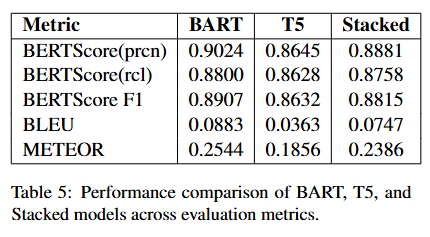 Metric BART T5 Stacked
BERTScore(prcn) 0.9024 0.8645 0.8881
BERTScore(rcl) 0.8800 0.8628 0.8758
BERTScore F1 0.8907 0.8632 0.8815
BLEU 0.0883 0.0363 0.0747
METEOR 0.2544 0.1856 0.2386
Table 5: Performance comparison of BART, T5, and
Stacked models across evaluation metrics.